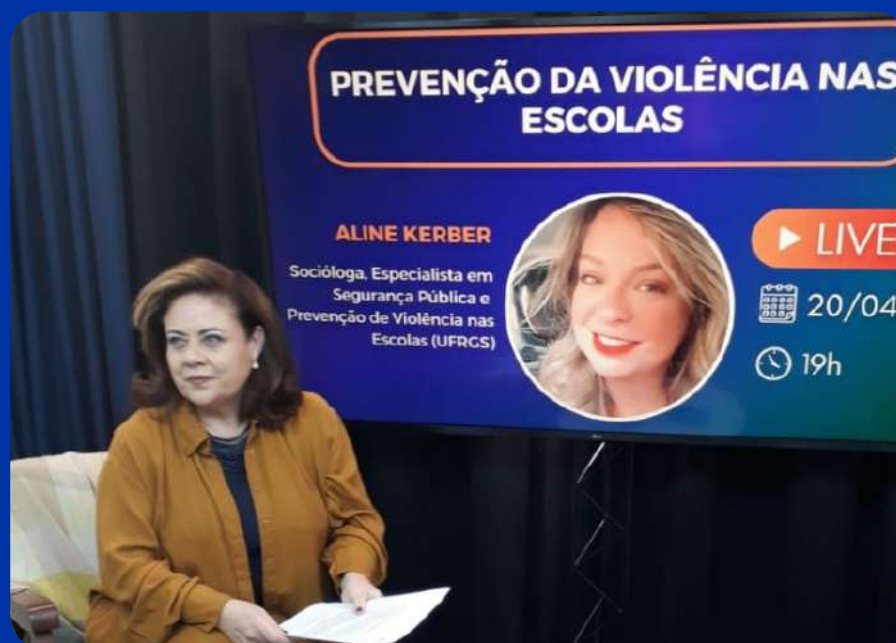 PREVENÇÃO DA VIOLÊNCIA NAS
ESCOLAS
ALINE KERBER
Socióloga, Especialista em
Segurança Pública e
Prevenção de Violência nas
Escolas (UFRGS)
LIVE
20/04
19h